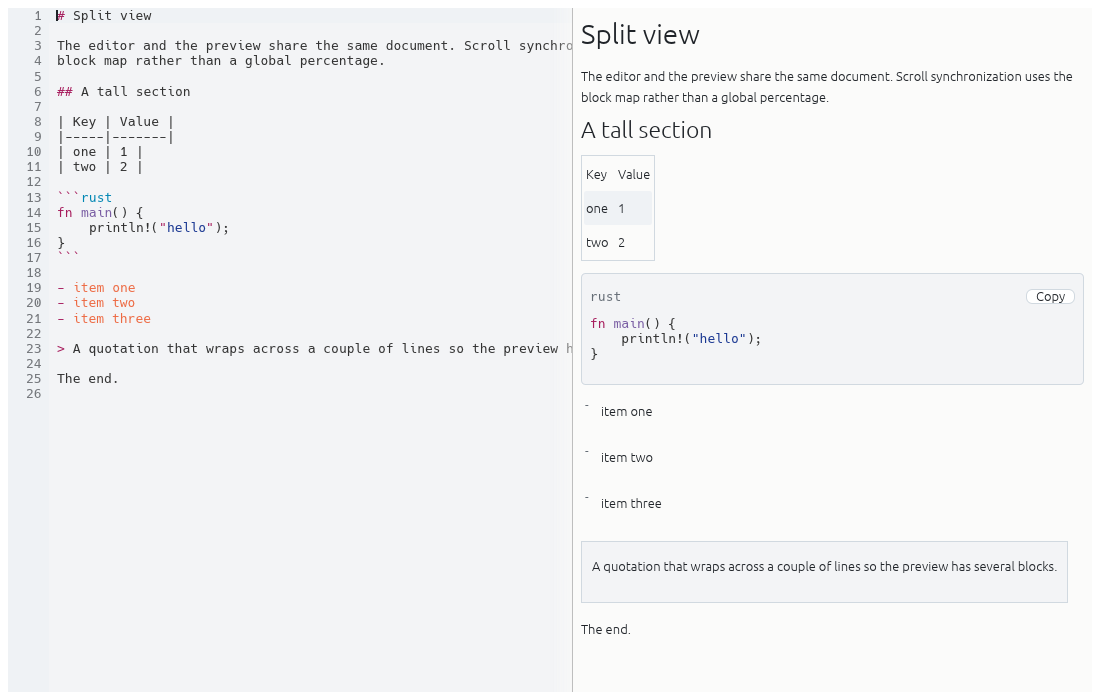 1 # Split view
2
3 The editor and the preview share the same document. Scroll synchro
4 block map rather than a global percentage.
5
6 ## A tall section
7
8 | Key | Value |
9 |-----|-------|
10 | one | 1 |
11 | two | 2 |
12
13 ```rust
14 fn main() {
15     println!("hello");
16 }
17 ```
18
19 - item one
20 - item two
21 - item three
22
23 > A quotation that wraps across a couple of lines so the preview h
24
25 The end.
26
Split view
The editor and the preview share the same document. Scroll synchronization uses the
block map rather than a global percentage.
A tall section
Key Value
one 1
two 2
rust Copy
fn main() {
    println!("hello");
}
- item one
- item two
- item three
A quotation that wraps across a couple of lines so the preview has several blocks.
The end.